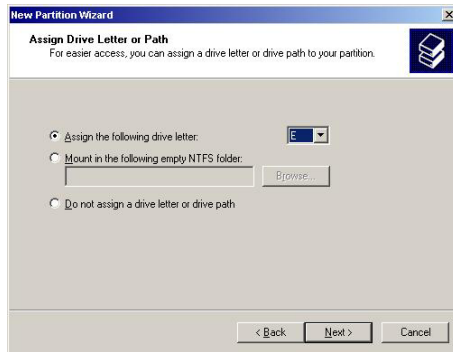 New Partition Wizard
Assign Drive Letter or Path
For easier access, you can assign a drive letter or drive path to your partition.
Assign the following drive letter:
E
Mount in the following empty NTFS folder:
Browse...
Do not assign a drive letter or drive path
< Back
Next >
Cancel